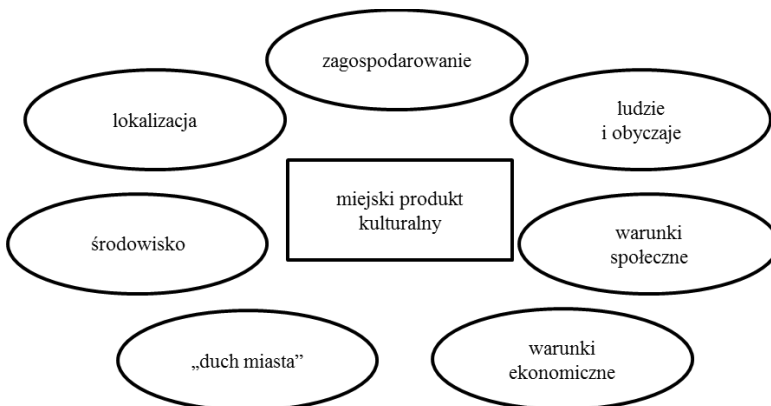 zagospodarowanie
lokalizacja
ludzie
i obyczaje
miejski produkt
kulturalny
środowisko
warunki
społeczne
„duch miasta”
warunki
ekonomiczne